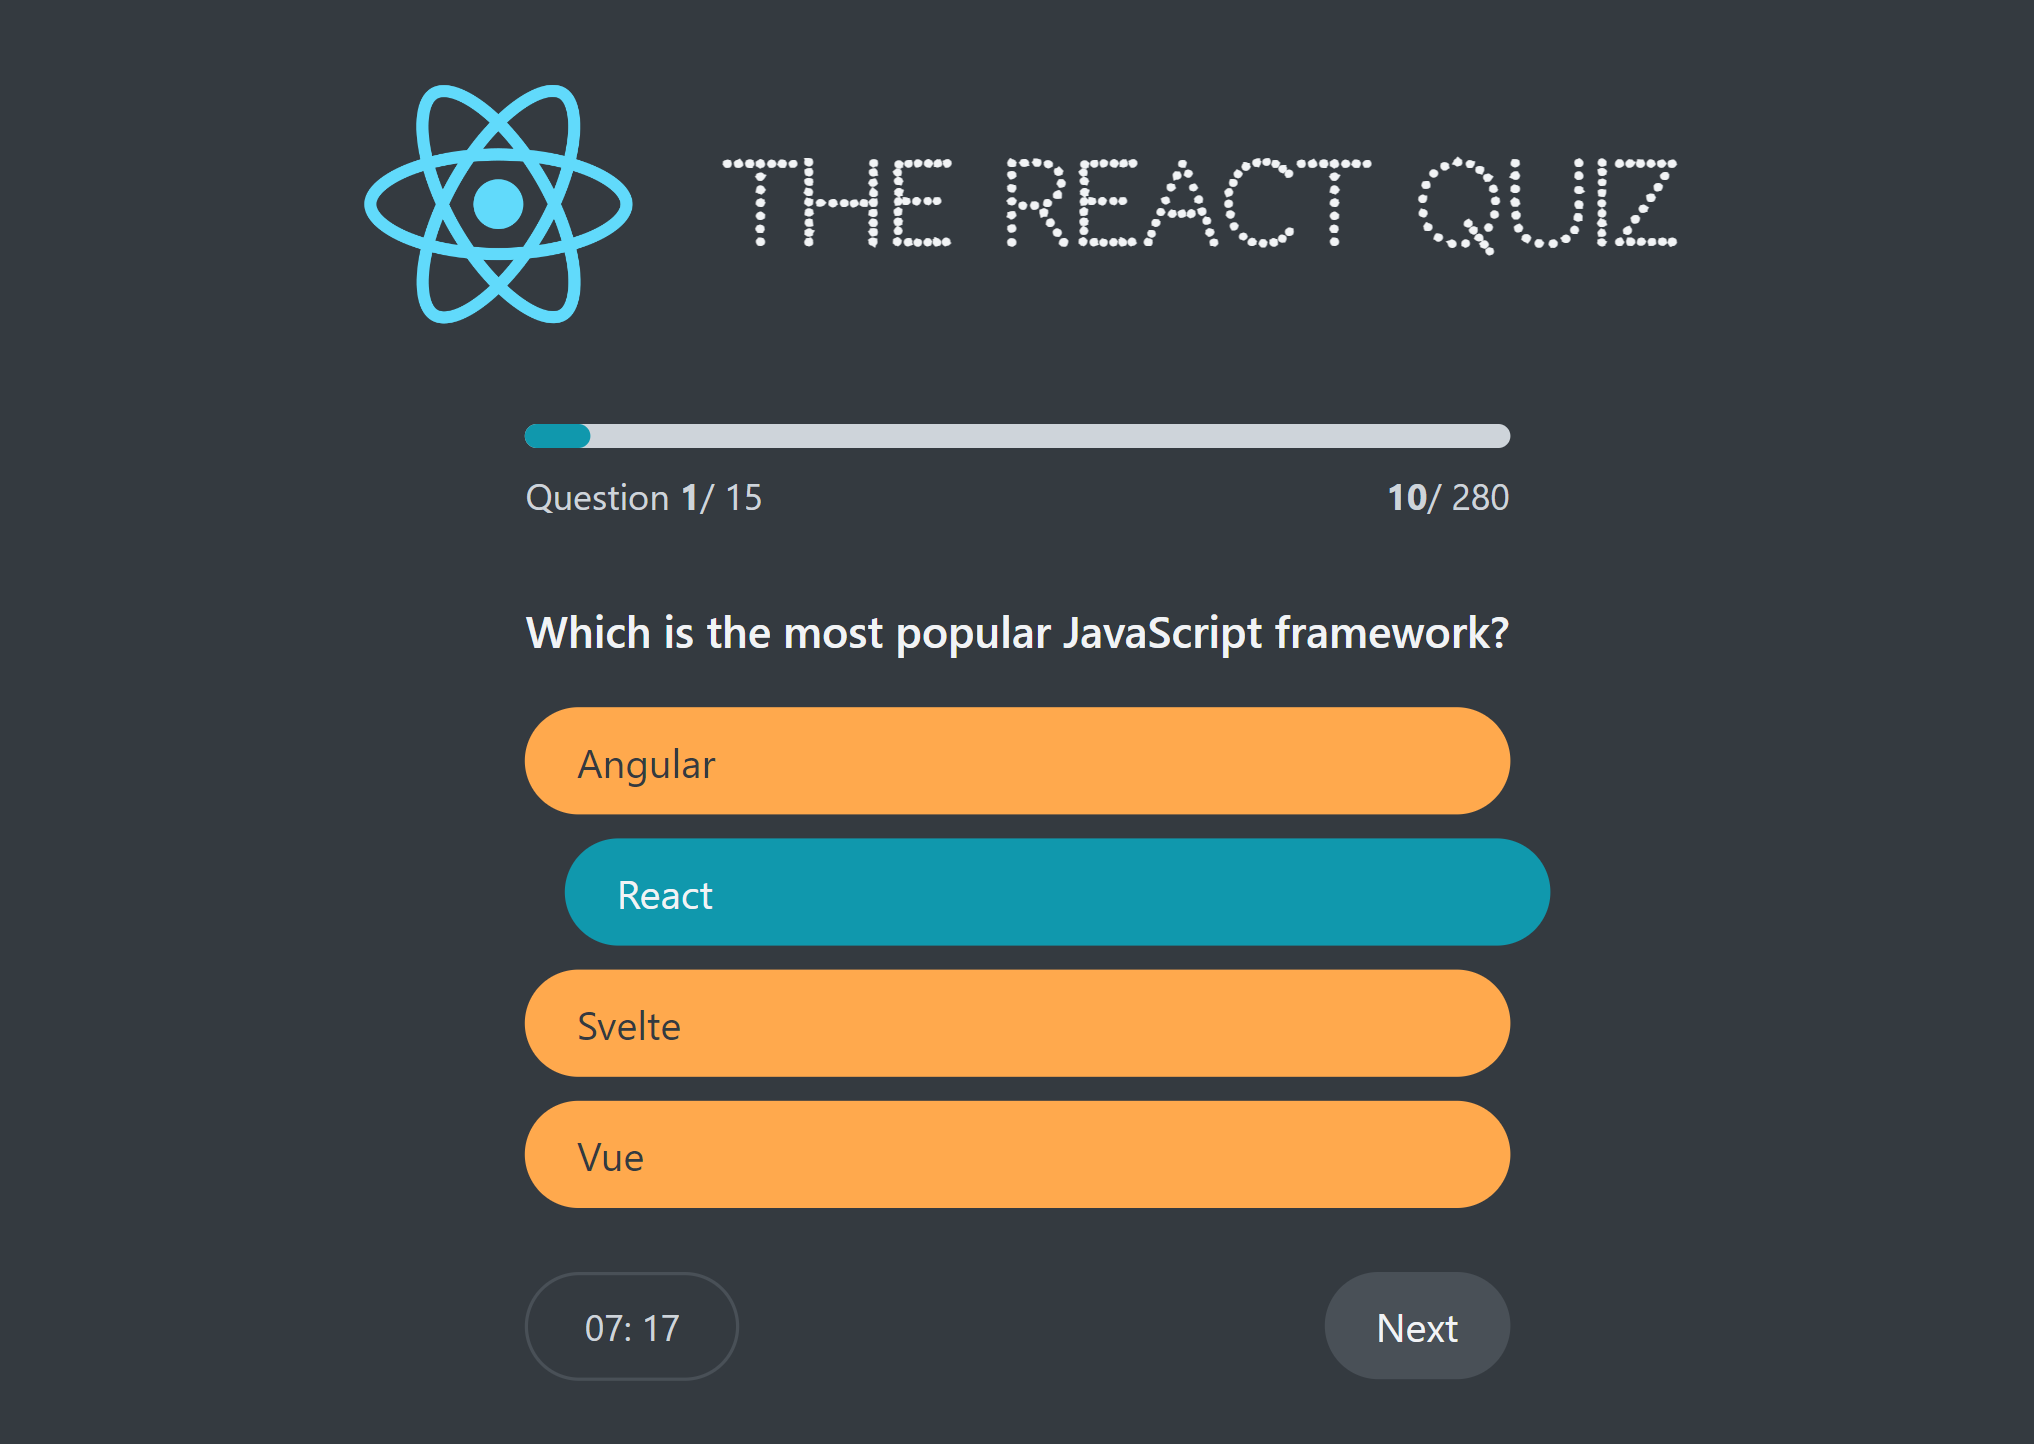 THE REACT QUIZ
Question 1/ 15
10/ 280
Which is the most popular JavaScript framework?
Angular
React
Svelte
Vue
07: 17
Next